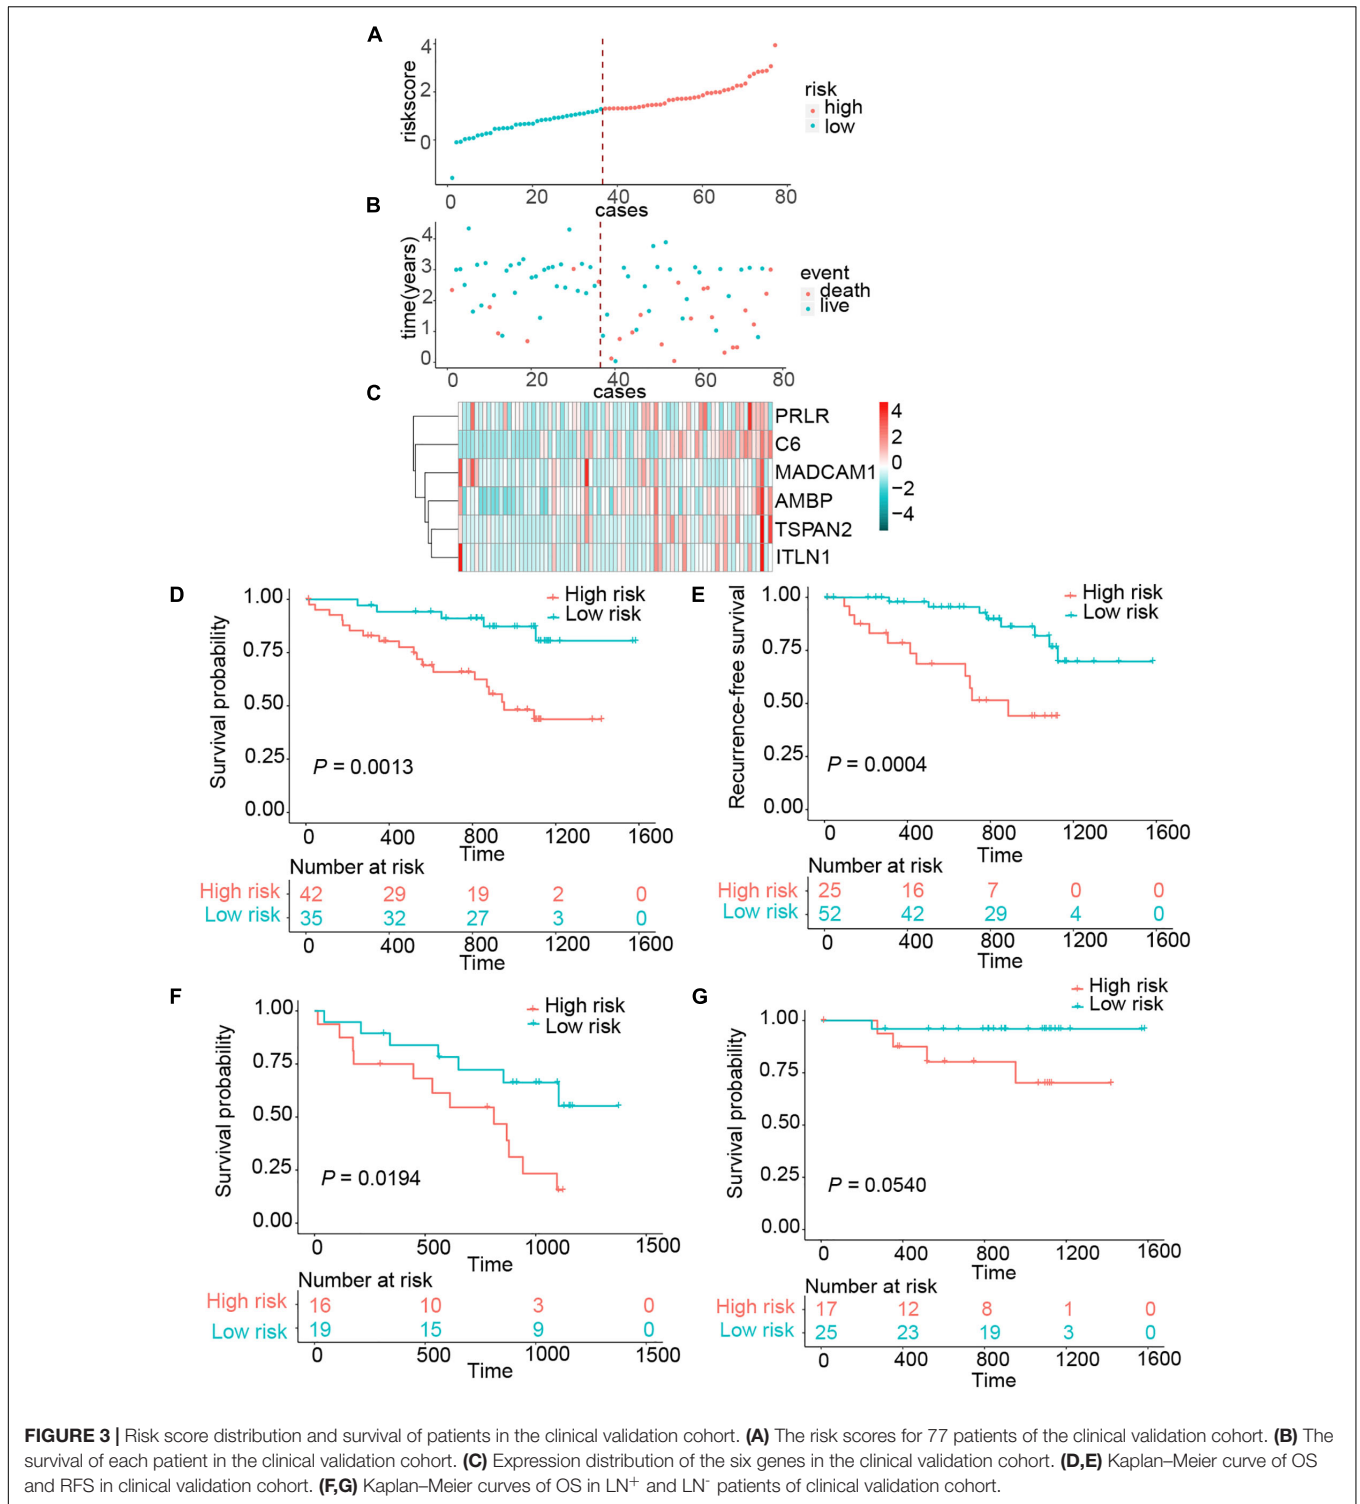 A
riskscore
4
2
0
0 20 40 60 80
cases
risk
high
low
B
time(years)
4
3
2
1
0
0 20 40 60 80
cases
event
death
live
C
PRLR
C6
MADCAM1
AMBP
TSPAN2
ITLN1
4
2
0
−2
−4
D
Survival probability
1.00
0.75
0.50
0.25
0.00
High risk
Low risk
P = 0.0013
0 400 800 1200 1600
Time
Number at risk
High risk 42 29 19 2 0
Low risk 35 32 27 3 0
0 400 800 1200 1600
Time
E
Recurrence-free survival
1.00
0.75
0.50
0.25
0.00
High risk
Low risk
P = 0.0004
0 400 800 1200 1600
Time
Number at risk
High risk 25 16 7 0 0
Low risk 52 42 29 4 0
0 400 800 1200 1600
Time
F
Survival probability
1.00
0.75
0.50
0.25
0.00
High risk
Low risk
P = 0.0194
0 500 1000 1500
Time
Number at risk
High risk 16 10 3 0
Low risk 19 15 9 0
0 500 1000 1500
Time
G
Survival probability
1.00
0.75
0.50
0.25
0.00
High risk
Low risk
P = 0.0540
0 400 800 1200 1600
Time
Number at risk
High risk 17 12 8 1 0
Low risk 25 23 19 3 0
0 400 800 1200 1600
Time
FIGURE 3 | Risk score distribution and survival of patients in the clinical validation cohort. (A) The risk scores for 77 patients of the clinical validation cohort. (B) The
survival of each patient in the clinical validation cohort. (C) Expression distribution of the six genes in the clinical validation cohort. (D,E) Kaplan–Meier curve of OS
and RFS in clinical validation cohort. (F,G) Kaplan–Meier curves of OS in LN⁺ and LN⁻ patients of clinical validation cohort.